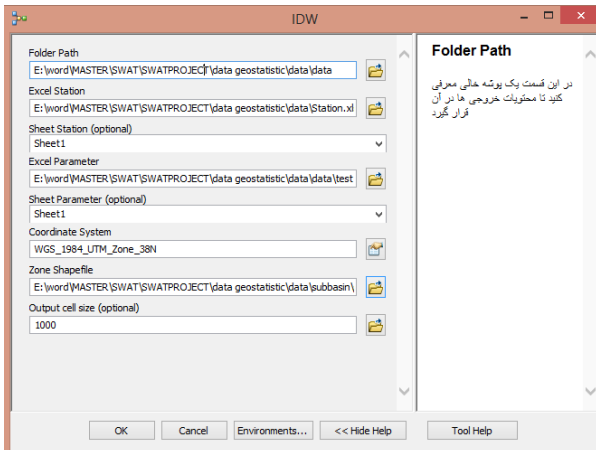 IDW
Folder Path
E:\word\MASTER\SWAT\SWATPROJECT\data geostatistic\data\data
Excel Station
E:\word\MASTER\SWAT\SWATPROJECT\data geostatistic\data\Station.xl
Sheet Station (optional)
Sheet1
Excel Parameter
E:\word\MASTER\SWAT\SWATPROJECT\data geostatistic\data\data\test
Sheet Parameter (optional)
Sheet1
Coordinate System
WGS_1984_UTM_Zone_38N
Zone Shapefile
E:\word\MASTER\SWAT\SWATPROJECT\data geostatistic\data\subbasin\
Output cell size (optional)
1000
Folder Path
در این قسمت یک پوشه خالی معرفی
کنید تا محتویات خروجی ها در آن
قرار گیرد
OK
Cancel
Environments...
<< Hide Help
Tool Help